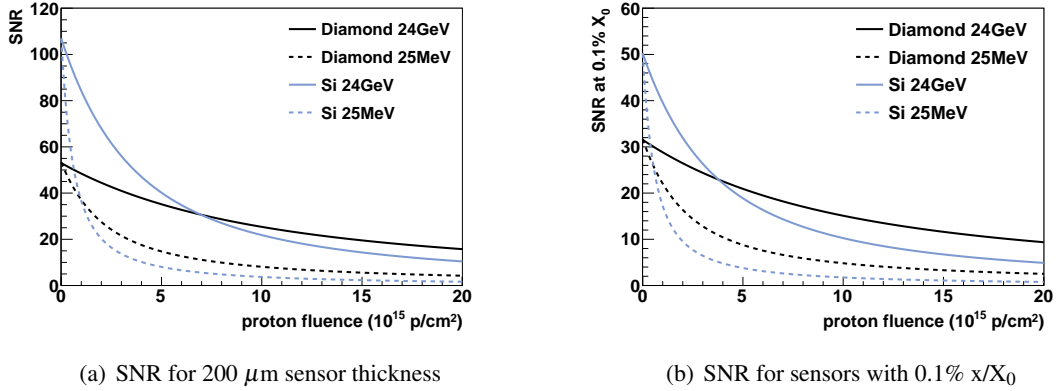 SNR
120
100
80
60
40
20
0
0 5 10 15 20
proton fluence (10¹⁵ p/cm²)
Diamond 24GeV
Diamond 25MeV
Si 24GeV
Si 25MeV
(a) SNR for 200 μm sensor thickness
SNR at 0.1% X₀
60
50
40
30
20
10
0
0 5 10 15 20
proton fluence (10¹⁵ p/cm²)
Diamond 24GeV
Diamond 25MeV
Si 24GeV
Si 25MeV
(b) SNR for sensors with 0.1% x/X₀